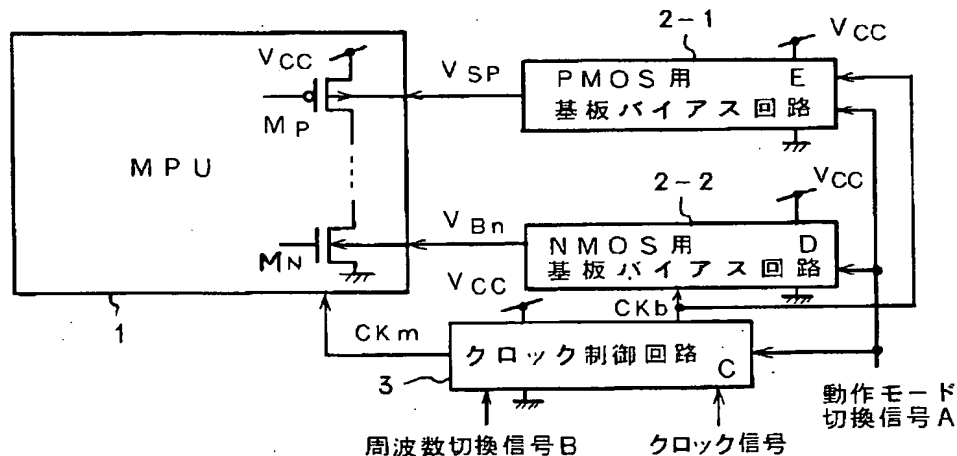 2-1
VCC
PMOS用 E
基板バイアス回路
VCC
VSP
MP
MPU
2-2
VCC
NMOS用 D
基板バイアス回路
VBn
MN
VCC
CKb
1
CKm
クロック制御回路
C
3
動作モード
切換信号A
周波数切換信号B
クロック信号